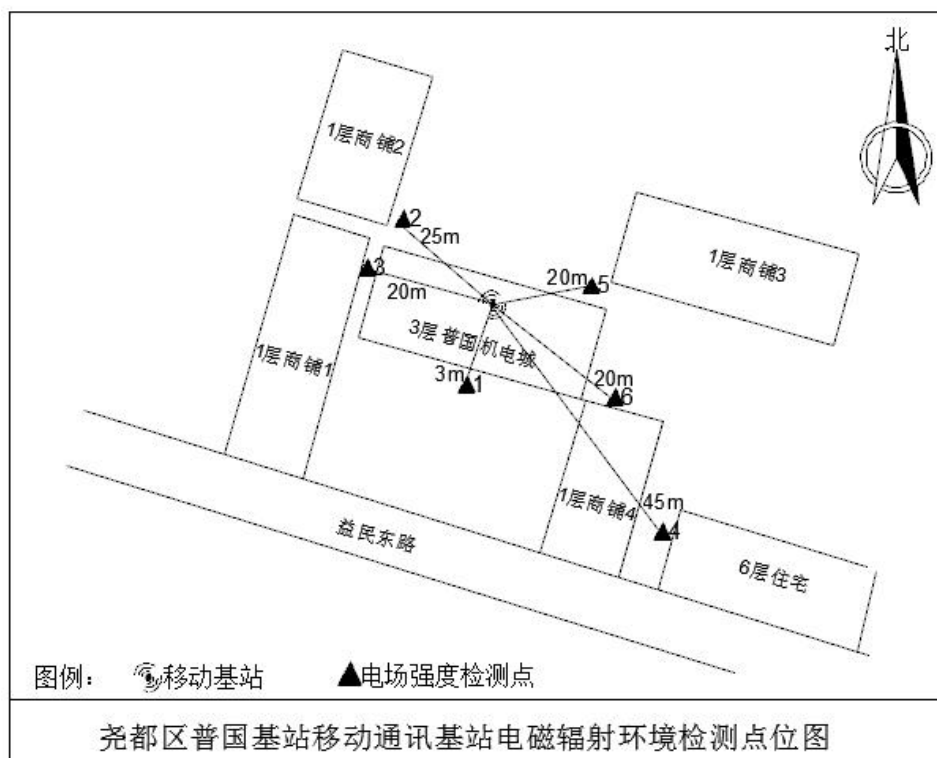 北
1层商铺2
2
25m
3
20m
1层商铺3
20m
5
3层普国机电城
1层商铺1
3m
1
20m
6
1层商铺4
45m
4
益民东路
6层住宅
图例：
移动基站
电场强度检测点
尧都区普国基站移动通讯基站电磁辐射环境检测点位图